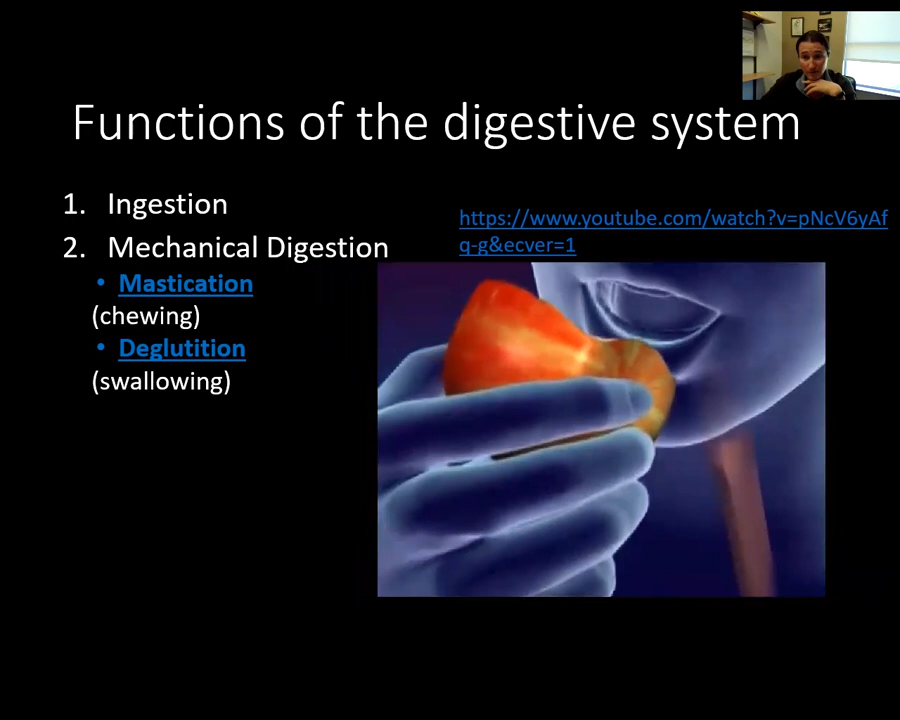 Functions of the digestive system
1. Ingestion
2. Mechanical Digestion
• Mastication
(chewing)
• Deglutition
(swallowing)
https://www.youtube.com/watch?v=pNcV6yAf
q-g&ecver=1